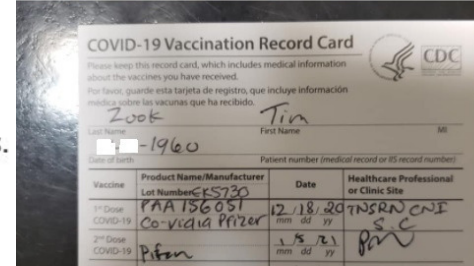 s.
COVID-19 Vaccination Record Card
CDC
Please keep this record card, which includes medical information
about the vaccines you have received.
Por favor, guarde esta tarjeta de registro, que incluye información
médica sobre las vacunas que ha recibido.
Zook Tim
Last Name First Name MI
-1960
Date of birth Patient number (medical record or IIS record number)
Vaccine Product Name/Manufacturer Date Healthcare Professional
Lot Number EK5730 or Clinic Site
1st Dose PAA 156051 12/18/20 TNSRN CNI
COVID-19 Co-vidia Pfizer mm dd yy S.C
2nd Dose 1/5/21
COVID-19 mm dd yy